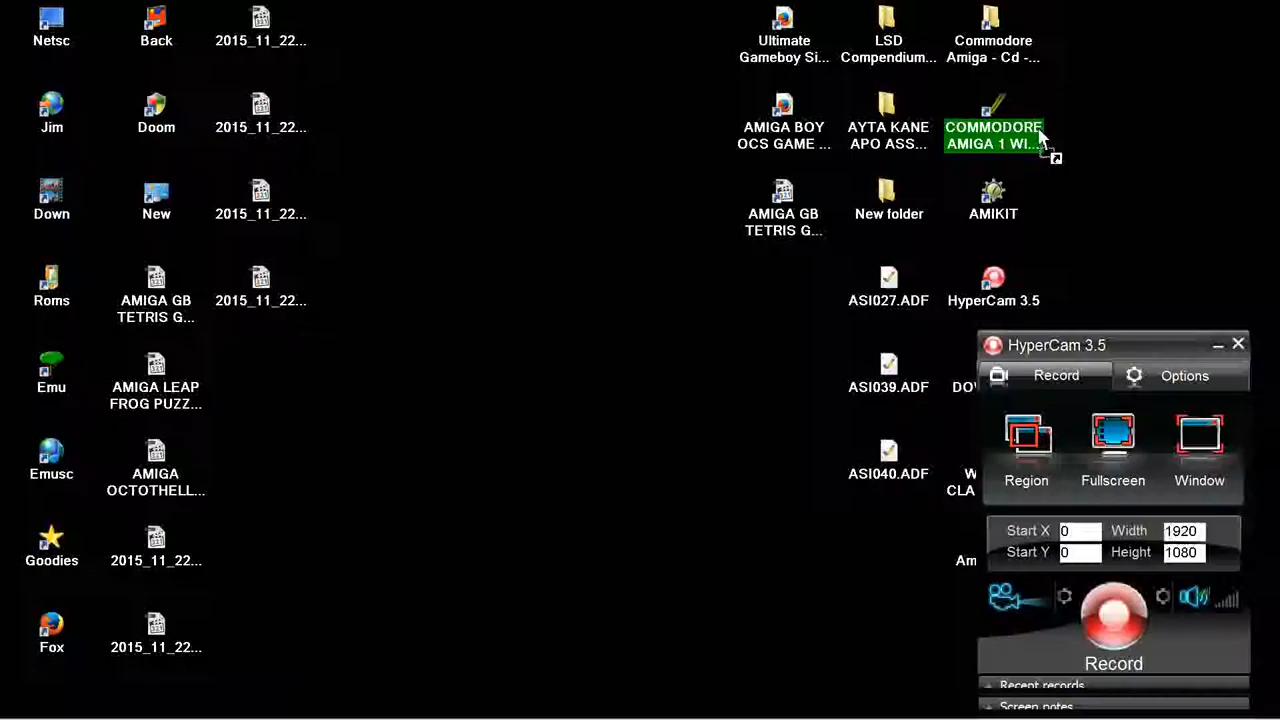 Netsc
Back
2015_11_22...
Ultimate
Gameboy Si...
LSD
Compendium...
Commodore
Amiga - Cd -...
Jim
Doom
2015_11_22...
AMIGA BOY
OCS GAME ...
AYTA KANE
APO ASS...
COMMODORE
AMIGA 1 WI...
Down
New
2015_11_22...
AMIGA GB
TETRIS G...
New folder
AMIKIT
Roms
AMIGA GB
TETRIS G...
2015_11_22...
ASI027.ADF
HyperCam 3.5
Emu
AMIGA LEAP
FROG PUZZ...
ASI039.ADF
Emusc
AMIGA
OCTOTHELL...
ASI040.ADF
CLA
Goodies
2015_11_22...
Am
Fox
2015_11_22...
HyperCam 3.5
Record
Options
Region
Fullscreen
Window
Start X 0 Width 1920
Start Y 0 Height 1080
Record
Recent records
Screen notes